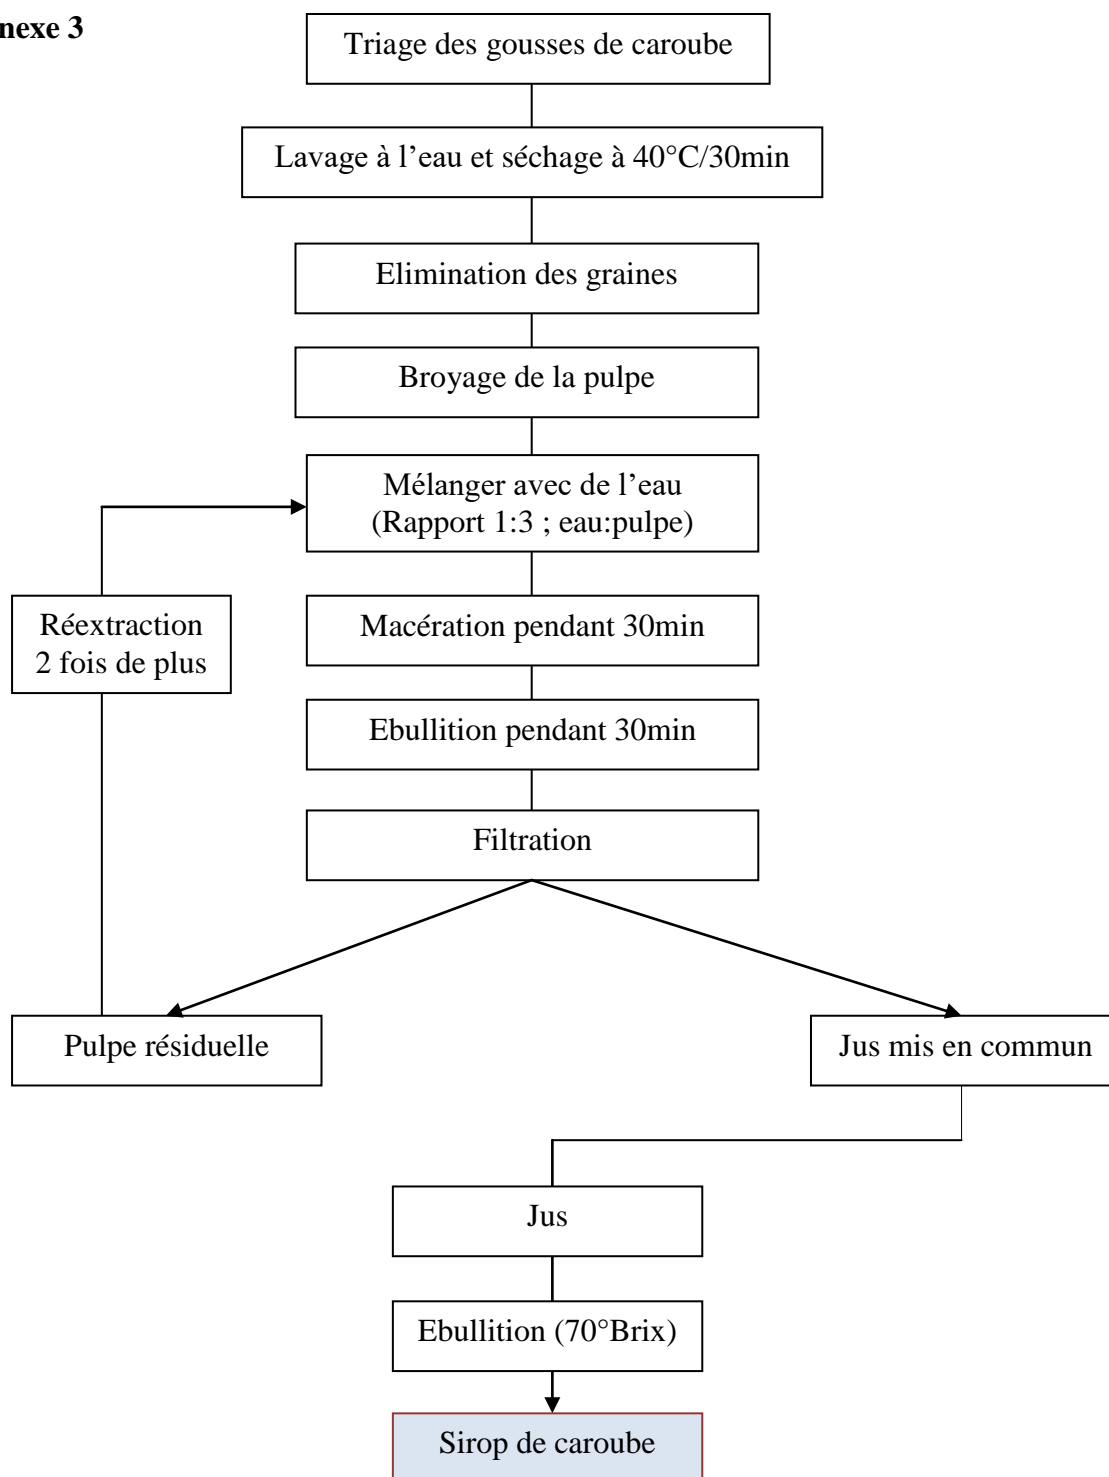 nexe 3
Triage des gousses de caroube
Lavage à l’eau et séchage à 40°C/30min
Elimination des graines
Broyage de la pulpe
Mélanger avec de l’eau
(Rapport 1:3 ; eau:pulpe)
Réextraction
2 fois de plus
Macération pendant 30min
Ebullition pendant 30min
Filtration
Pulpe résiduelle
Jus mis en commun
Jus
Ebullition (70°Brix)
Sirop de caroube